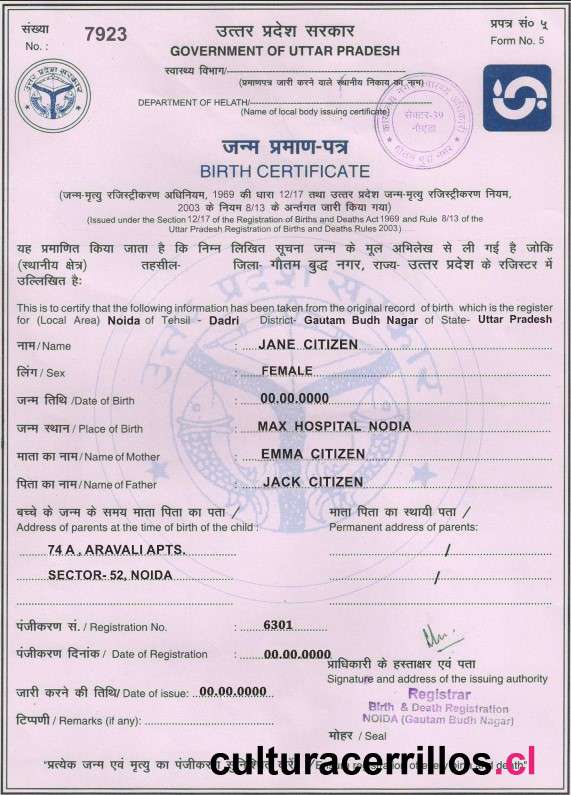 संख्या
No. :
7923
उत्तर प्रदेश सरकार
GOVERNMENT OF UTTAR PRADESH
प्रपत्र सं० ५
Form No. 5
स्वास्थ्य विभाग/
(प्रमाणपत्र जारी करने वाले स्थानीय निकाय का नाम)
DEPARTMENT OF HELATH/
(Name of local body issuing certificate)
उत्तर प्रदेश सरकार
सेक्टर-39
नोएडा
गौतम बुद्ध नगर
जन्म प्रमाण-पत्र
BIRTH CERTIFICATE
(जन्म-मृत्यु रजिस्ट्रीकरण अधिनियम, 1969 की धारा 12/17 तथा उत्तर प्रदेश जन्म-मृत्यु रजिस्ट्रीकरण नियम,
2003 के नियम 8/13 के अर्न्तगत जारी किया गया)
(Issued under the Section 12/17 of the Registration of Births and Deaths Act 1969 and Rule 8/13 of the
Uttar Pradesh Registration of Births and Deaths Rules 2003)
यह प्रमाणित किया जाता है कि निम्न लिखित सूचना जन्म के मूल अभिलेख से ली गई है जोकि
(स्थानीय क्षेत्र) तहसील- जिला- गौतम बुद्ध नगर, राज्य- उत्तर प्रदेश के रजिस्टर में
उल्लिखित है:
This is to certify that the following information has been taken from the original record of birth which is the register
for (Local Area) Noida of Tehsil - Dadri District- Gautam Budh Nagar of State- Uttar Pradesh
नाम/Name : JANE CITIZEN
लिंग / Sex : FEMALE
जन्म तिथि /Date of Birth : 00.00.0000
जन्म स्थान / Place of Birth : MAX HOSPITAL NODIA
माता का नाम/Name of Mother : EMMA CITIZEN
पिता का नाम/Name of Father : JACK CITIZEN
बच्चे के जन्म के समय माता पिता का पता /
Address of parents at the time of birth of the child :
74 A , ARAVALI APTS.
SECTOR- 52, NOIDA
माता पिता का स्थायी पता /
Permanent address of parents:
/
/
पंजीकरण सं. / Registration No. : 6301
पंजीकरण दिनांक / Date of Registration : 00.00.0000
प्राधिकारी के हस्ताक्षर एवं पता
Signature and address of the issuing authority
जारी करने की तिथि/ Date of issue: 00.00.0000
Registrar
Birth & Death Registration
NOIDA (Gautam Budh Nagar)
टिप्पणी / Remarks (if any):
मोहर / Seal
culturacerrillos.cl
"प्रत्येक जन्म एवं मृत्यु का पंजीकरण सुनिश्चित करें
उत्तर प्रदेश सरकार